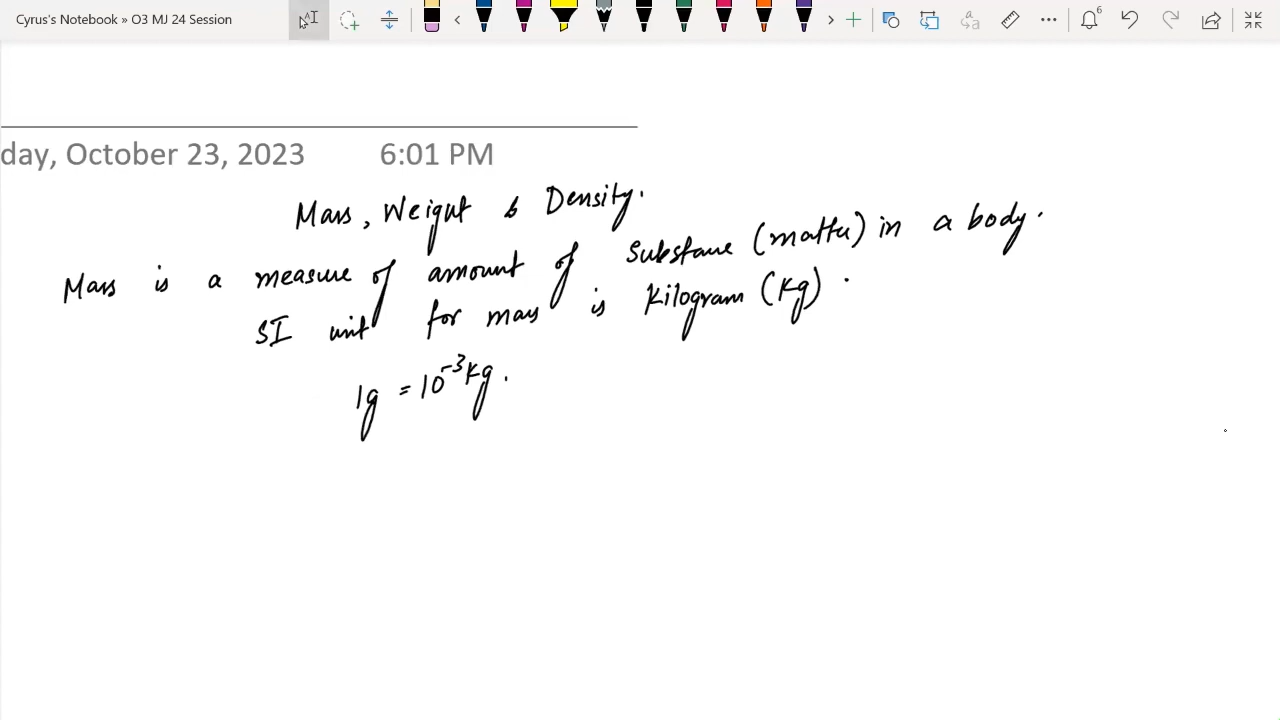 Cyrus's Notebook » O3 MJ 24 Session
6
day, October 23, 2023 6:01 PM
Mass, Weight & Density.
Mass is a measure of amount of Substance (matter) in a body.
SI unit for mass is Kilogram (Kg).
1g = 10⁻³Kg.